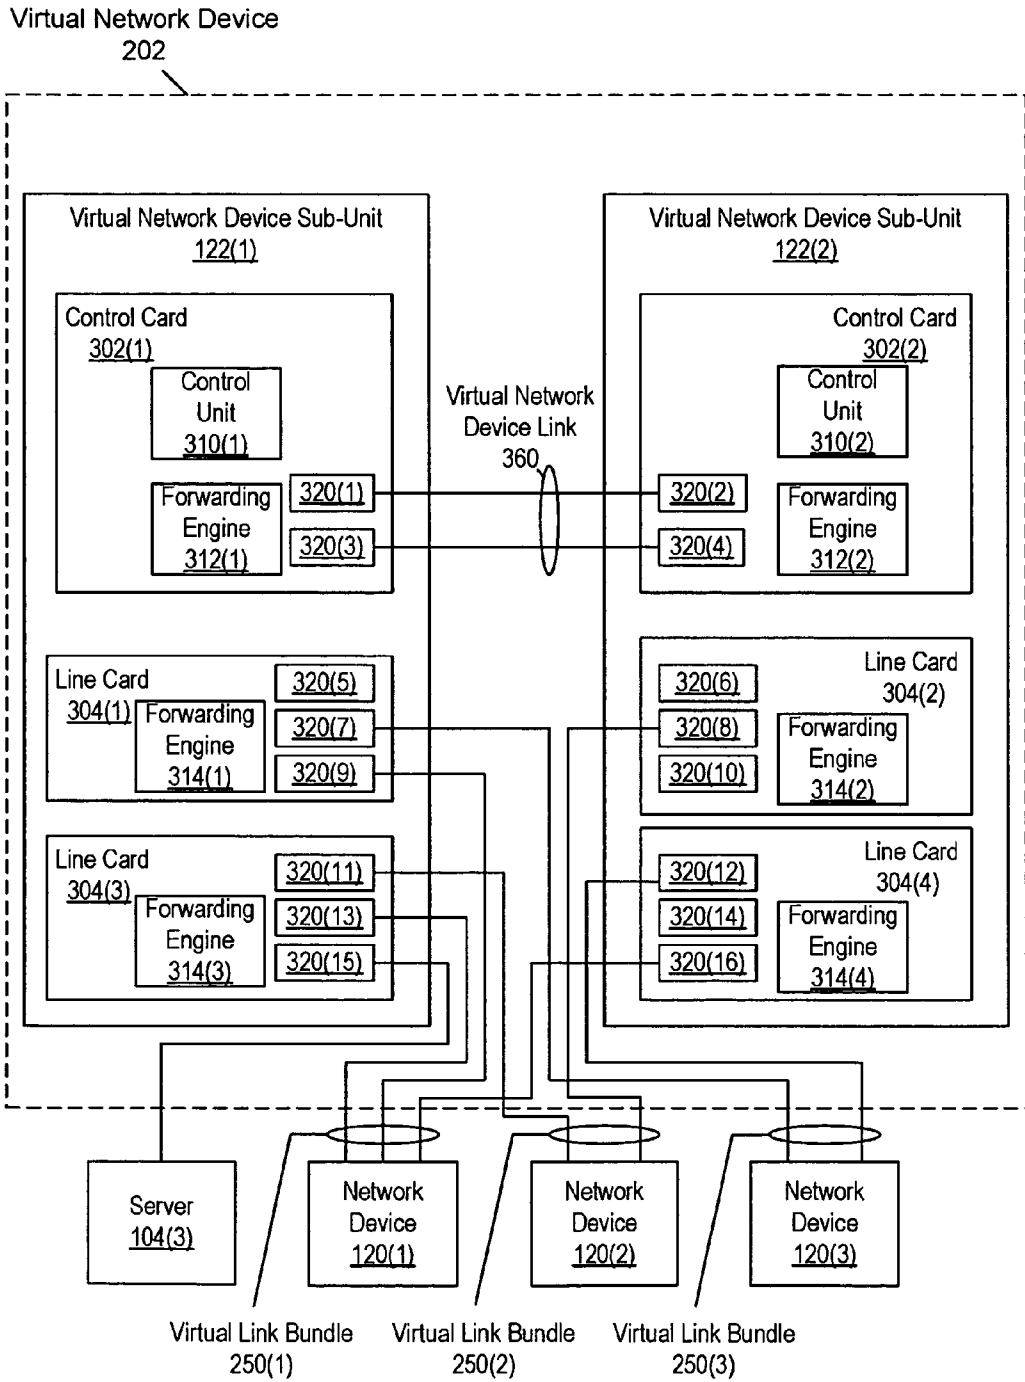 Virtual Network Device
202
Virtual Network Device Sub-Unit
122(1)
Control Card
302(1)
Control
Unit
310(1)
Forwarding
Engine
312(1)
320(1)
320(3)
Virtual Network
Device Link
360
Virtual Network Device Sub-Unit
122(2)
Control Card
302(2)
Control
Unit
310(2)
320(2)
320(4)
Forwarding
Engine
312(2)
Line Card
304(1)
Forwarding
Engine
314(1)
320(5)
320(7)
320(9)
Line Card
304(2)
320(6)
320(8)
320(10)
Forwarding
Engine
314(2)
Line Card
304(3)
Forwarding
Engine
314(3)
320(11)
320(13)
320(15)
Line Card
304(4)
320(12)
320(14)
320(16)
Forwarding
Engine
314(4)
Server
104(3)
Network
Device
120(1)
Network
Device
120(2)
Network
Device
120(3)
Virtual Link Bundle
250(1)
Virtual Link Bundle
250(2)
Virtual Link Bundle
250(3)